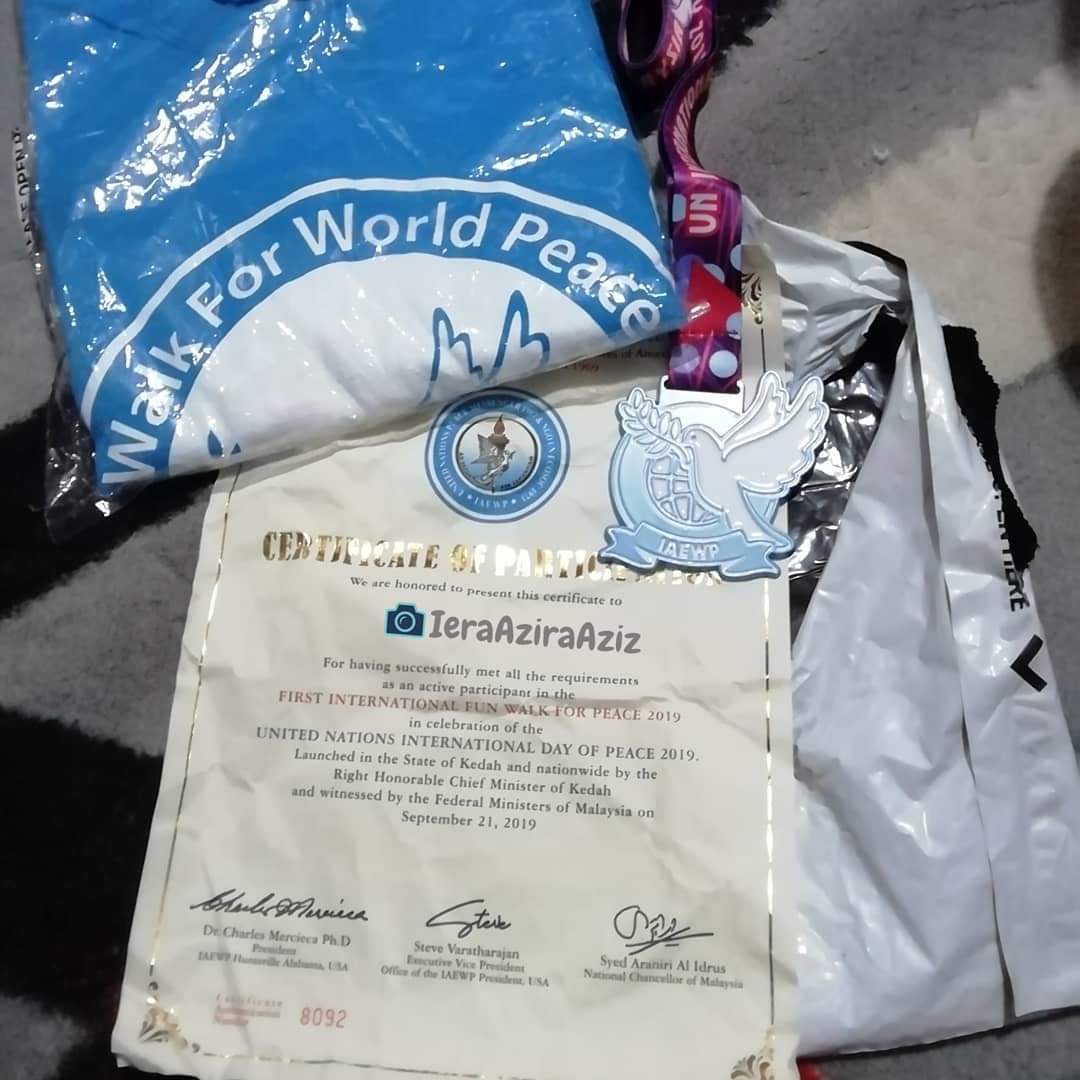 Walk For World Peace
UN
IAEWP
IAEWP
CERTIFICATE OF PARTICIPATION
We are honored to present this certificate to
IeraAziraAziz
For having successfully met all the requirements
as an active participant in the
FIRST INTERNATIONAL FUN WALK FOR PEACE 2019
in celebration of the
UNITED NATIONS INTERNATIONAL DAY OF PEACE 2019.
Launched in the State of Kedah and nationwide by the
Right Honorable Chief Minister of Kedah
and witnessed by the Federal Ministers of Malaysia on
September 21, 2019
Charles Mercieca
Steve
Dr. Charles Mercieca Ph.D
President
IAEWP Huntsville Alabama, USA
Steve Varatharajan
Executive Vice President
Office of the IAEWP President, USA
Syed Araniri Al Idrus
National Chancellor of Malaysia
Certificate
8092